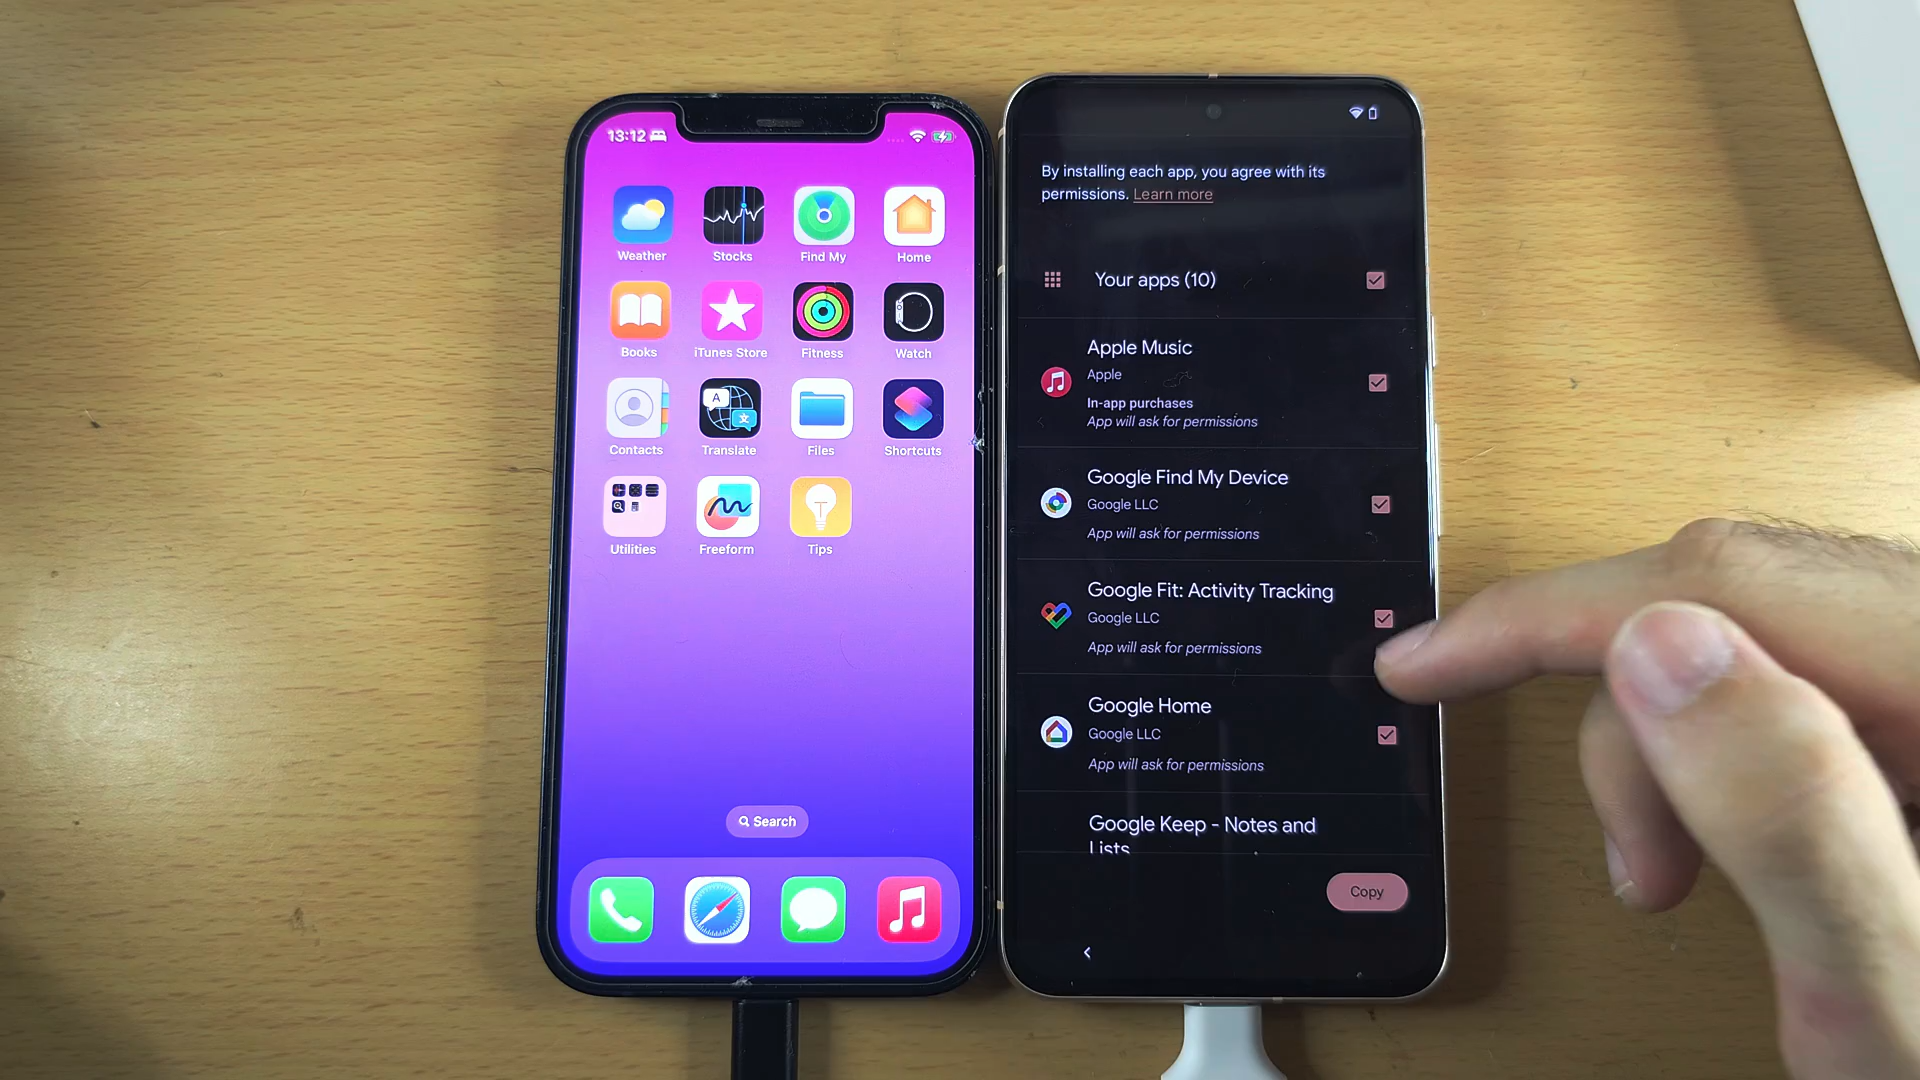 13:12
Weather
Stocks
Find My
Home
Books
iTunes Store
Fitness
Watch
Contacts
Translate
Files
Shortcuts
Utilities
Freeform
Tips
Search
By installing each app, you agree with its
permissions. Learn more
Your apps (10)
Apple Music
Apple
In-app purchases
App will ask for permissions
Google Find My Device
Google LLC
App will ask for permissions
Google Fit: Activity Tracking
Google LLC
App will ask for permissions
Google Home
Google LLC
App will ask for permissions
Google Keep - Notes and
Lists
Copy